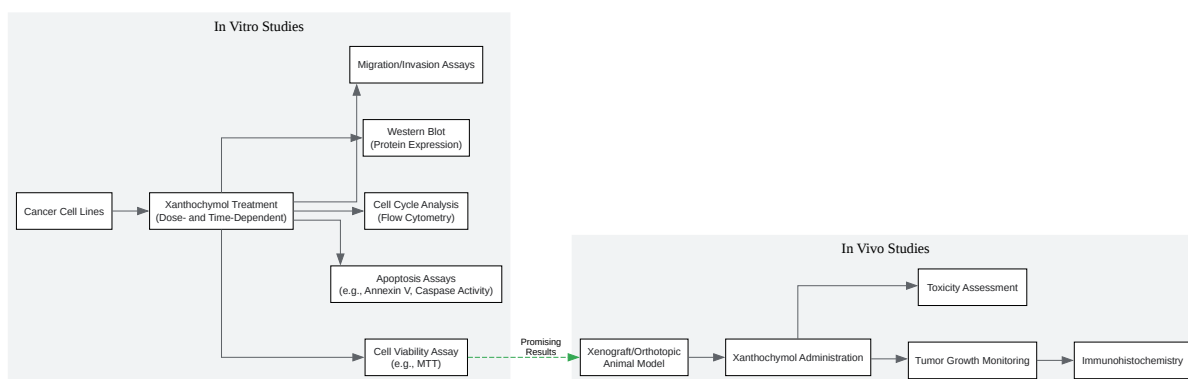 In Vitro Studies
Migration/Invasion Assays
Western Blot
(Protein Expression)
Cancer Cell Lines
Xanthochymol Treatment
(Dose- and Time-Dependent)
Cell Cycle Analysis
(Flow Cytometry)
Apoptosis Assays
(e.g., Annexin V, Caspase Activity)
Cell Viability Assay
(e.g., MTT)
Promising
Results
In Vivo Studies
Toxicity Assessment
Xenograft/Orthotopic
Animal Model
Xanthochymol Administration
Tumor Growth Monitoring
Immunohistochemistry